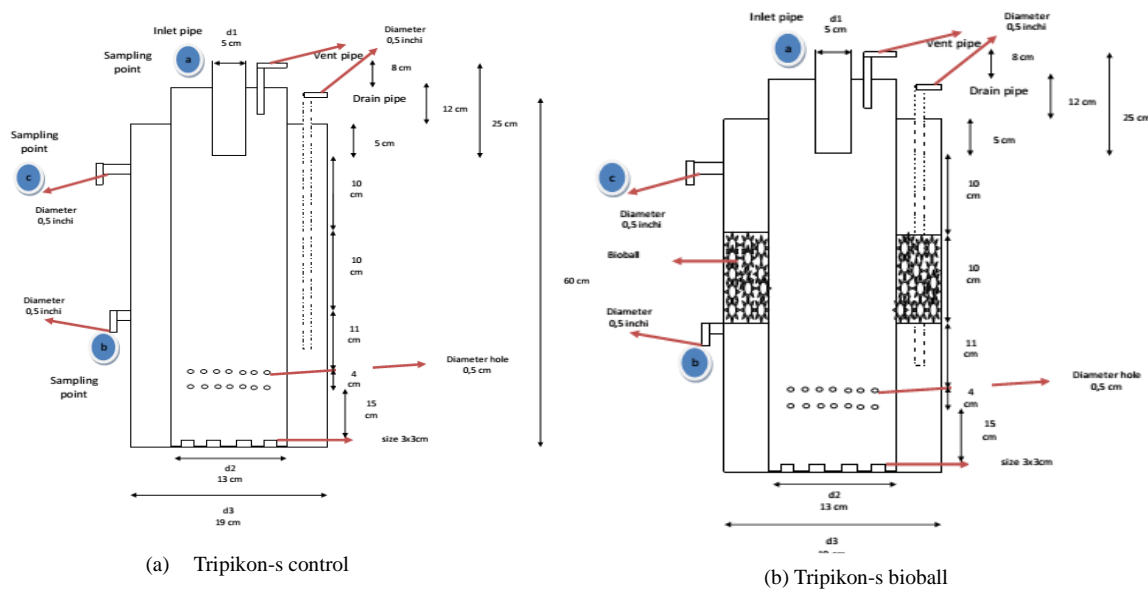 Inlet pipe
d1
5 cm
Diameter
0,5 inchi
Sampling
point
a
vent pipe
8 cm
Drain pipe
12 cm
25 cm
5 cm
Sampling
point
c
Diameter
0,5 inchi
10
cm
10
cm
60 cm
Diameter
0,5 inchi
b
Sampling
point
11
cm
4
cm
Diameter hole
0,5 cm
15
cm
size 3x3cm
d2
13 cm
d3
19 cm
(a) Tripikon-s control
Inlet pipe
d1
5 cm
Diameter
0,5 inchi
a
Vent pipe
8 cm
Drain pipe
12 cm
25 cm
5 cm
c
Diameter
0,5 inchi
10
cm
Bioball
10
cm
Diameter
0,5 inchi
b
11
cm
4
cm
Diameter hole
0,5 cm
15
cm
size 3x3cm
d2
13 cm
d3
(b) Tripikon-s bioball